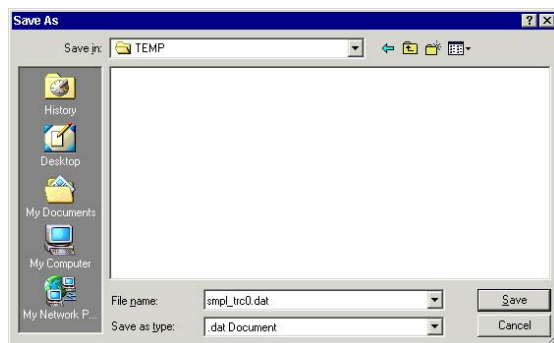 Save As
Save in: TEMP
History
Desktop
My Documents
My Computer
My Network P...
File name: smpl_trc0.dat Save
Save as type: .dat Document Cancel